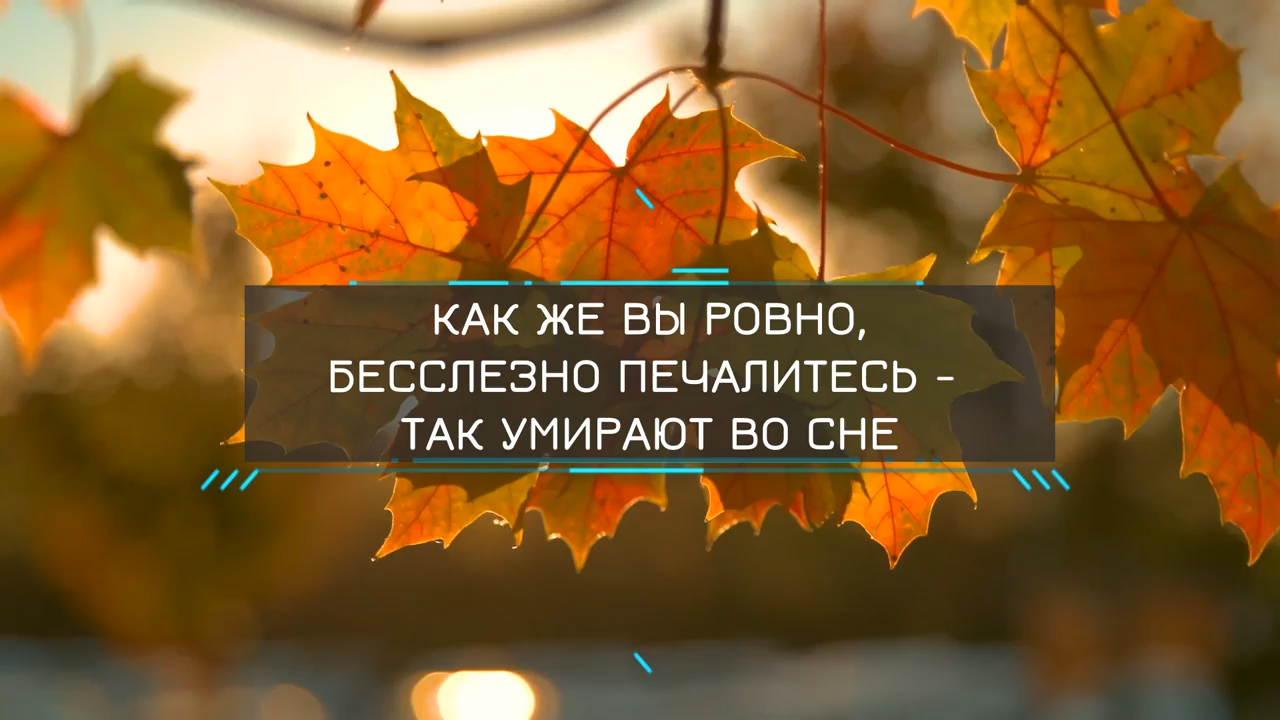 КАК ЖЕ ВЫ РОВНО,
БЕССЛЕЗНО ПЕЧАЛИТЕСЬ -
ТАК УМИРАЮТ ВО СНЕ